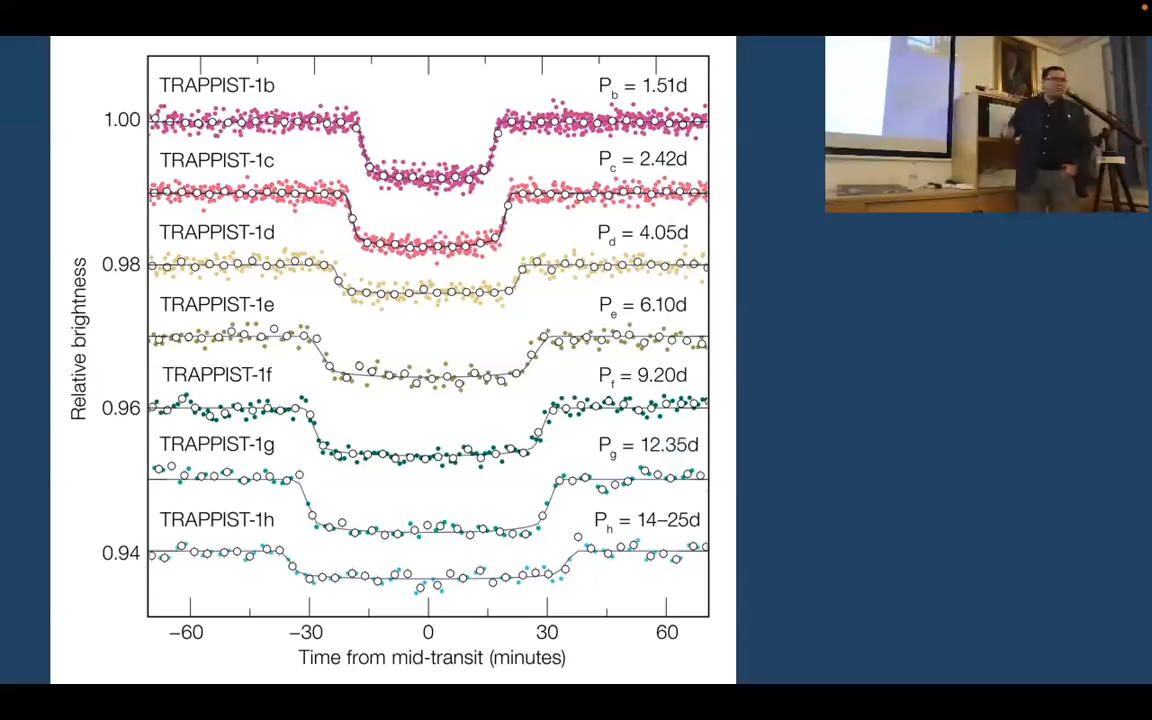 TRAPPIST-1b P_b = 1.51d
1.00
TRAPPIST-1c P_c = 2.42d
TRAPPIST-1d P_d = 4.05d
0.98
TRAPPIST-1e P_e = 6.10d
TRAPPIST-1f P_f = 9.20d
0.96
TRAPPIST-1g P_g = 12.35d
TRAPPIST-1h P_h = 14–25d
0.94
Relative brightness
−60 −30 0 30 60
Time from mid-transit (minutes)